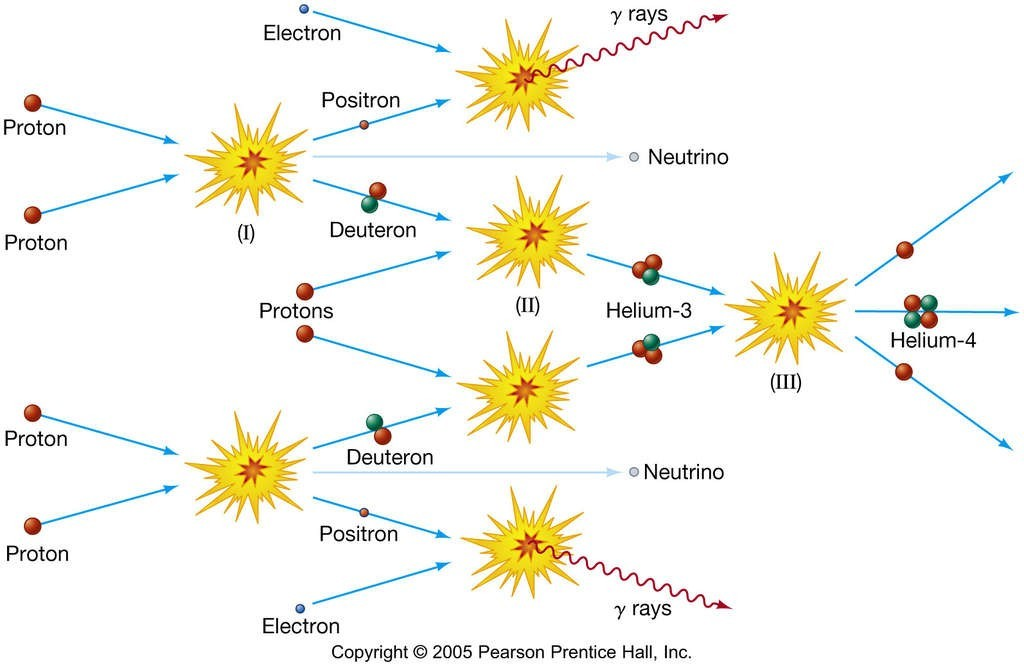 γ rays
Electron
Positron
Proton
Neutrino
Deuteron
Proton
(I)
Protons
(II)
Helium-3
Helium-4
(III)
Proton
Deuteron
Neutrino
Positron
Proton
γ rays
Electron
Copyright © 2005 Pearson Prentice Hall, Inc.